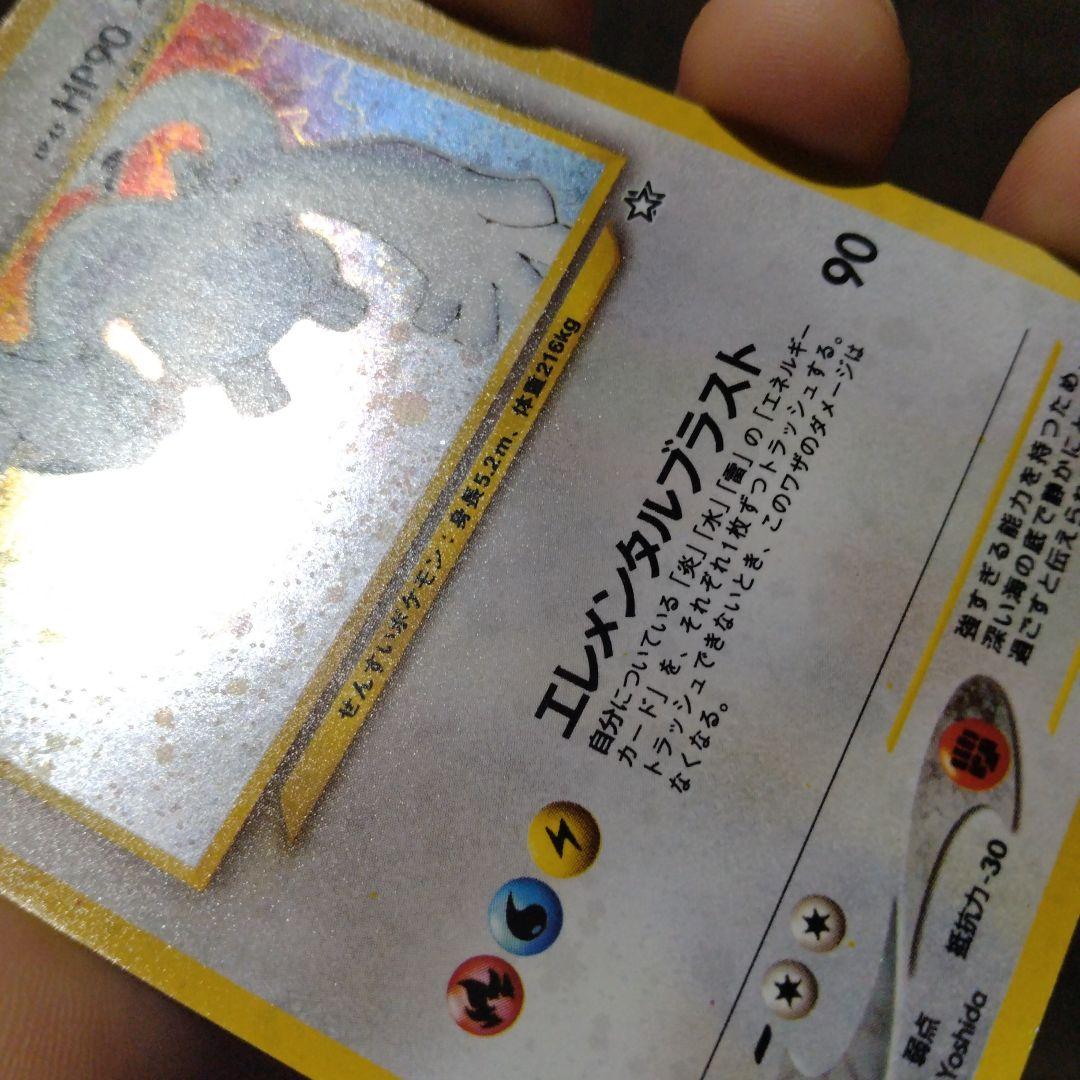 LV.45 HP90
せんすいポケモン：身長5.2m、体重216kg
エレメンタルブラスト 90
自分についている「炎」「水」「雷」の「エネルギー
カード」を、それぞれ1枚ずつトラッシュする。
トラッシュできないとき、このワザのダメージは
なくなる。
強すぎる能力を持つため、
深い海の底で静かに
過ごすと伝えら
弱点 抵抗力 -30
Yoshida